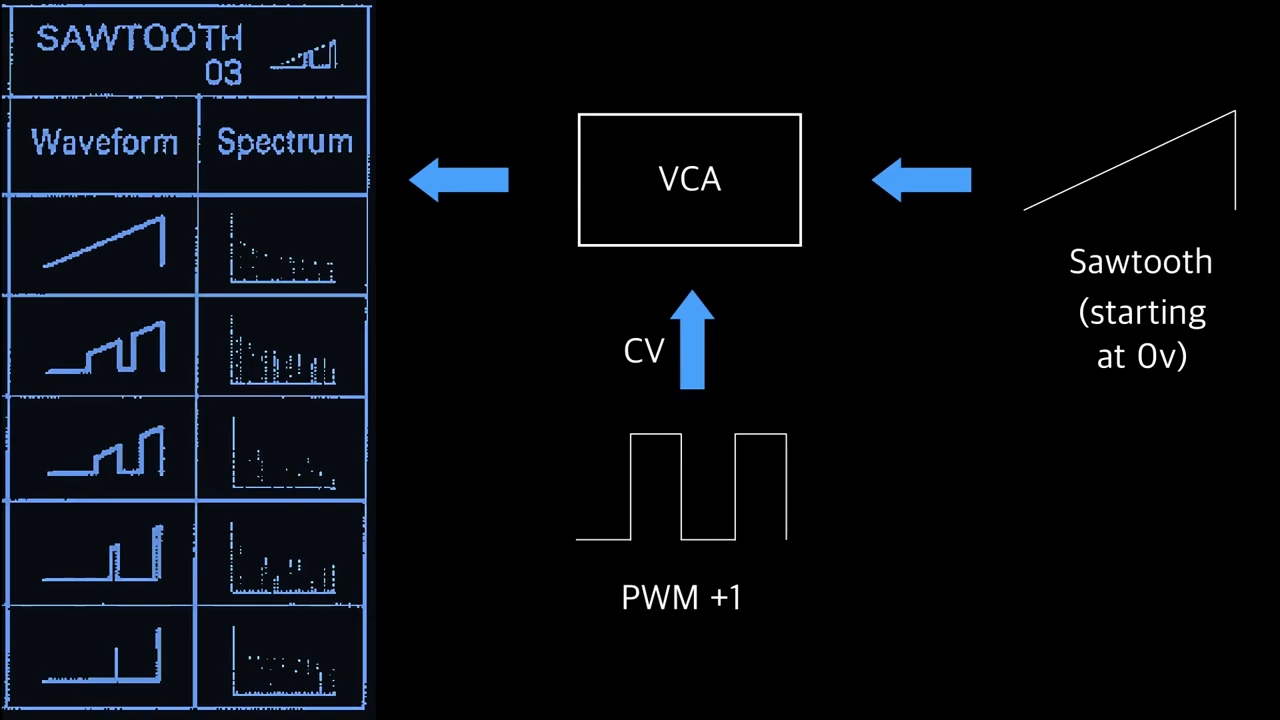 SAWTOOTH
03
Waveform Spectrum
VCA
Sawtooth
(starting
at 0v)
CV
PWM +1